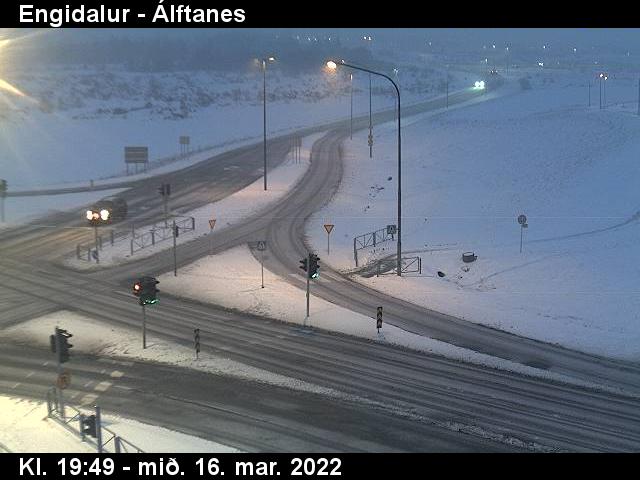 Engidalur - Álftanes
Kl. 19:49 - mið. 16. mar. 2022